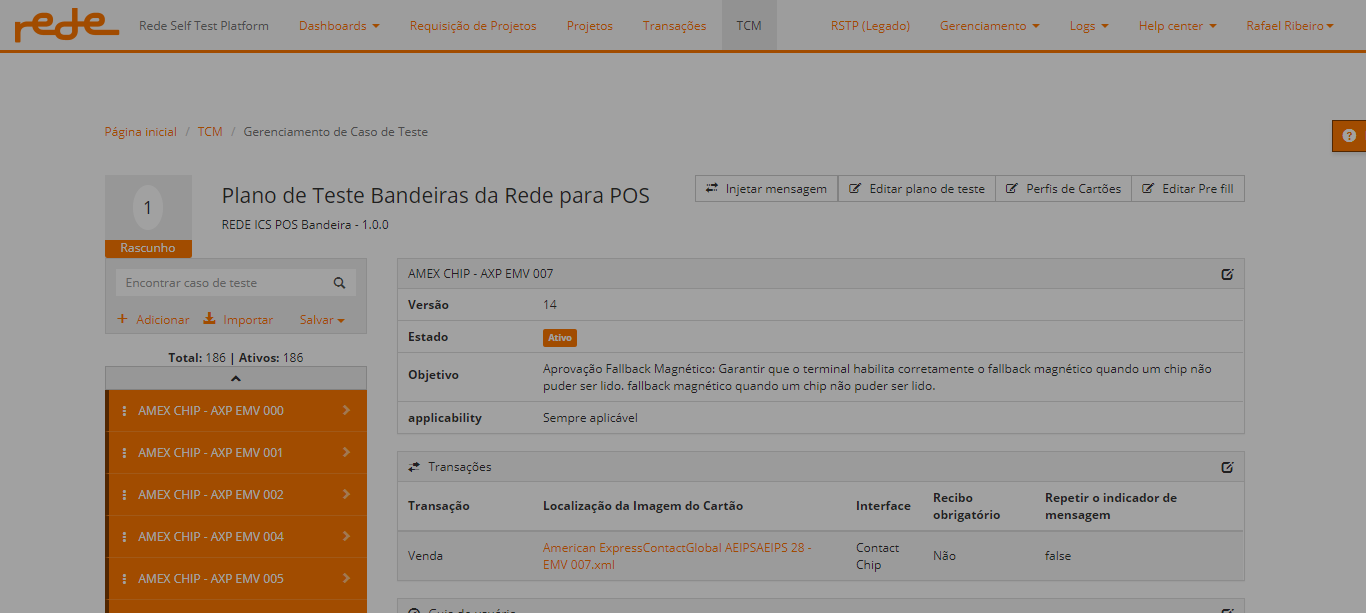 rede Rede Self Test Platform Dashboards Requisição de Projetos Projetos Transações TCM RSTP (Legado) Gerenciamento Logs Help center Rafael Ribeiro
Página inicial / TCM / Gerenciamento de Caso de Teste
1
Rascunho
Plano de Teste Bandeiras da Rede para POS
REDE ICS POS Bandeira - 1.0.0
Injetar mensagem Editar plano de teste Perfis de Cartões Editar Pre fill
Encontrar caso de teste
+ Adicionar Importar Salvar
Total: 186 | Ativos: 186
AMEX CHIP - AXP EMV 000
AMEX CHIP - AXP EMV 001
AMEX CHIP - AXP EMV 002
AMEX CHIP - AXP EMV 004
AMEX CHIP - AXP EMV 005
AMEX CHIP - AXP EMV 007
Versão 14
Estado Ativo
Objetivo Aprovação Fallback Magnético: Garantir que o terminal habilita corretamente o fallback magnético quando um chip não
puder ser lido. fallback magnético quando um chip não puder ser lido.
applicability Sempre aplicável
Transações
Transação Localização da Imagem do Cartão Interface Recibo
obrigatório Repetir o indicador de
mensagem
Venda American ExpressContactGlobal AEIPSAEIPS 28 -
EMV 007.xml Contact
Chip Não false
Guia do usuário